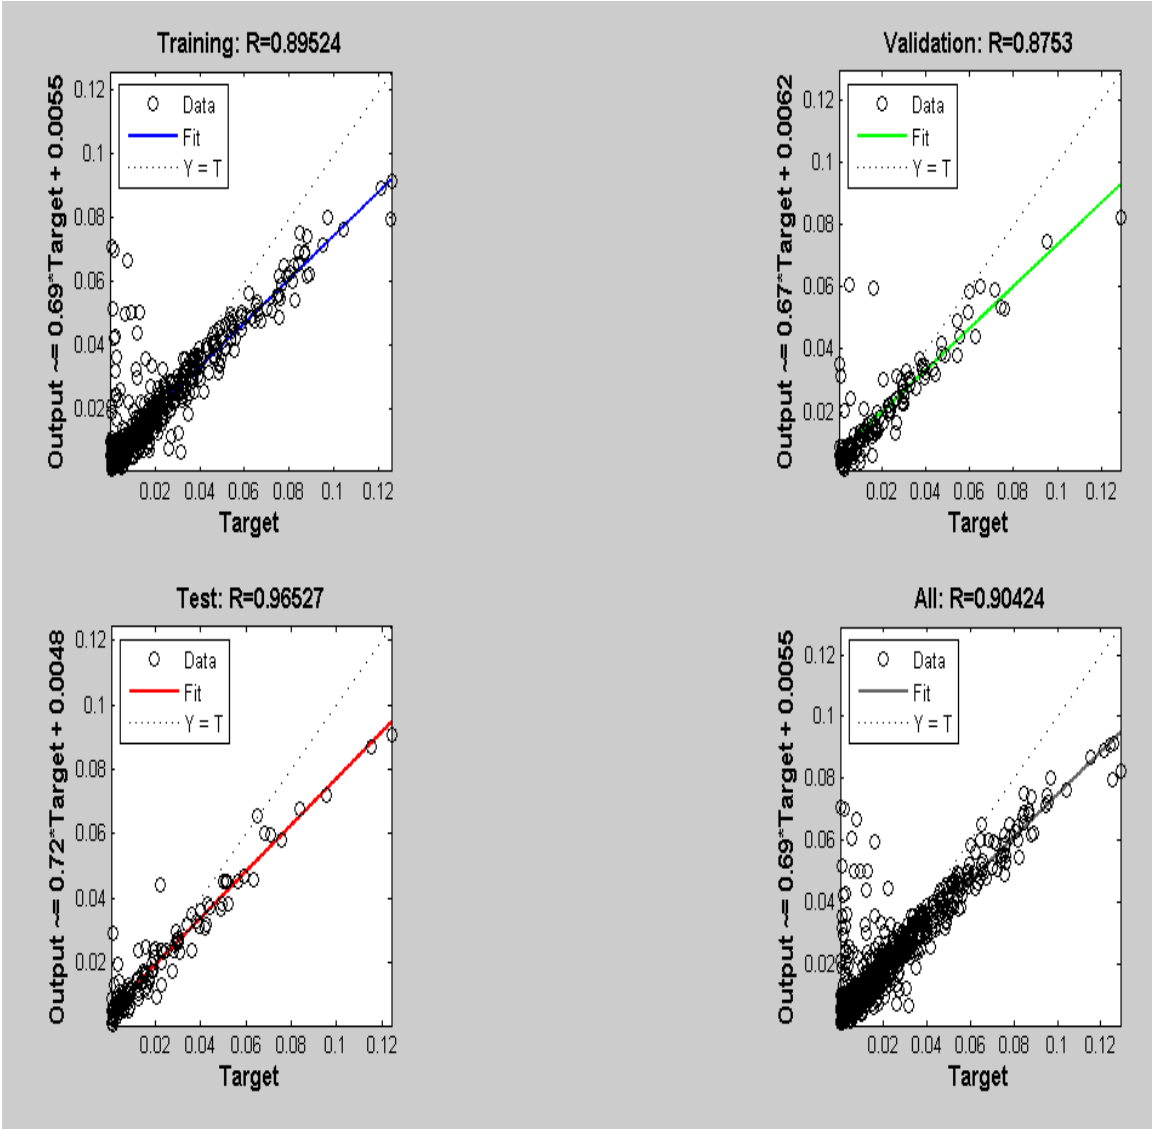 Training: R=0.89524
Output ~= 0.69*Target + 0.0055
0.12
0.1
0.08
0.06
0.04
0.02
Data
Fit
Y = T
0.02 0.04 0.06 0.08 0.1 0.12
Target
Validation: R=0.8753
Output ~= 0.67*Target + 0.0062
0.12
0.1
0.08
0.06
0.04
0.02
Data
Fit
Y = T
0.02 0.04 0.06 0.08 0.1 0.12
Target
Test: R=0.96527
Output ~= 0.72*Target + 0.0048
0.12
0.1
0.08
0.06
0.04
0.02
Data
Fit
Y = T
0.02 0.04 0.06 0.08 0.1 0.12
Target
All: R=0.90424
Output ~= 0.69*Target + 0.0055
0.12
0.1
0.08
0.06
0.04
0.02
Data
Fit
Y = T
0.02 0.04 0.06 0.08 0.1 0.12
Target